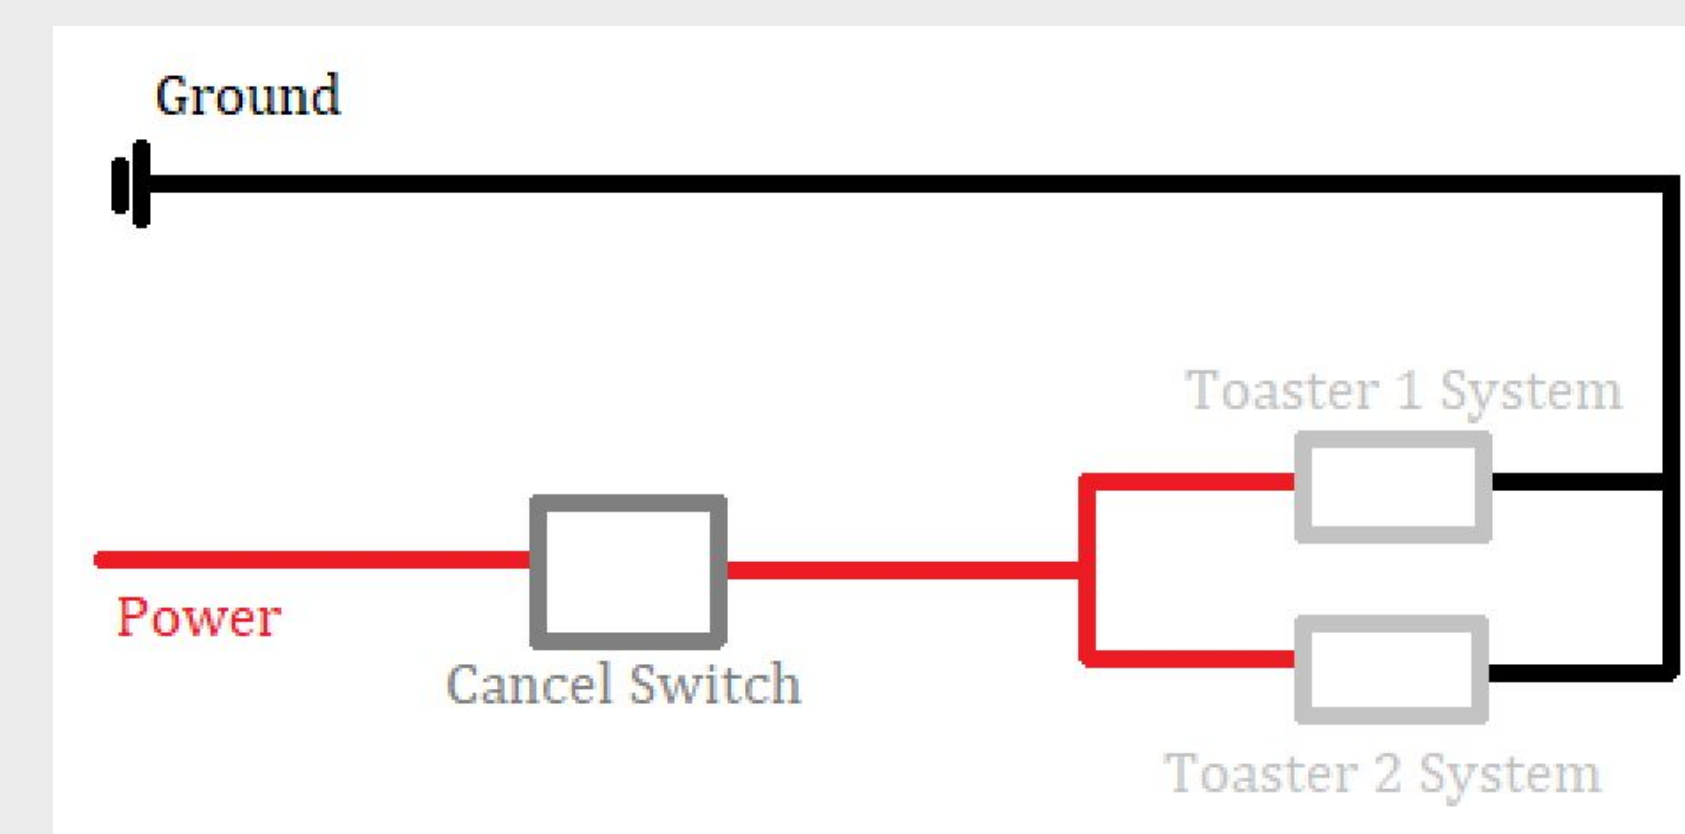 Ground
Toaster 1 System
Power
Cancel Switch
Toaster 2 System